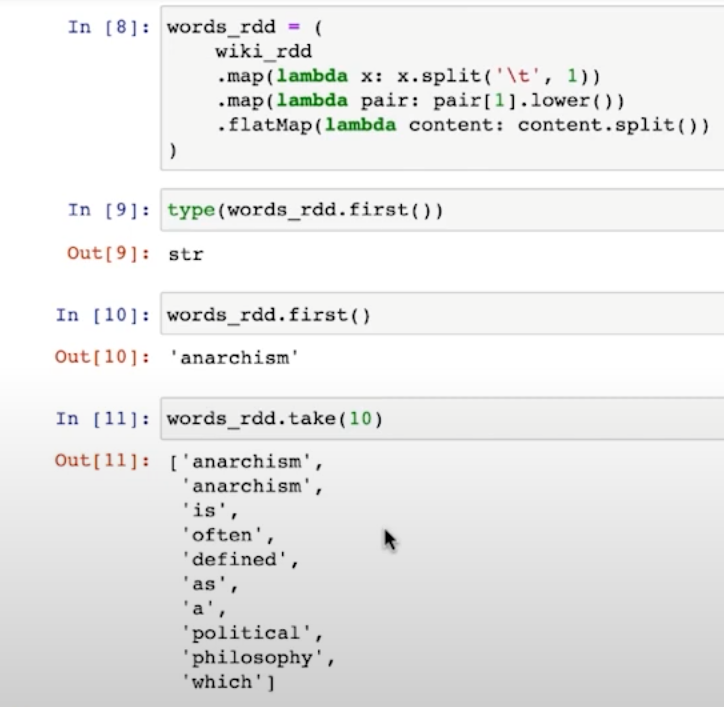 In [8]: words_rdd = (
wiki_rdd
.map(lambda x: x.split('\t', 1))
.map(lambda pair: pair[1].lower())
.flatMap(lambda content: content.split())
)
In [9]: type(words_rdd.first())
Out[9]: str
In [10]: words_rdd.first()
Out[10]: 'anarchism'
In [11]: words_rdd.take(10)
Out[11]: ['anarchism',
'anarchism',
'is',
'often',
'defined',
'as',
'a',
'political',
'philosophy',
'which']